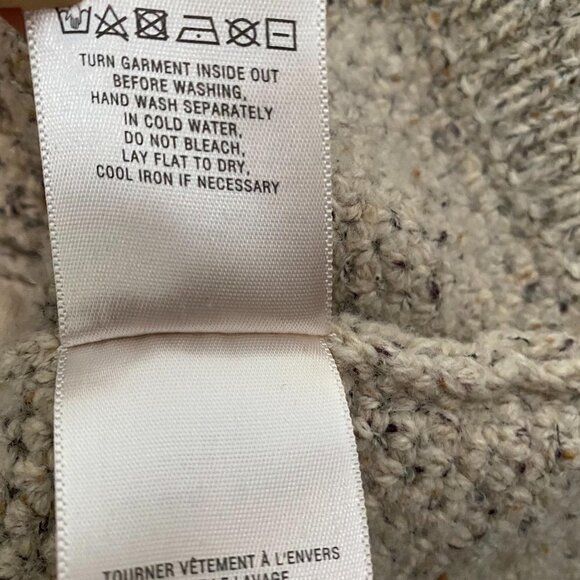 TURN GARMENT INSIDE OUT
BEFORE WASHING,
HAND WASH SEPARATELY
IN COLD WATER,
DO NOT BLEACH,
LAY FLAT TO DRY,
COOL IRON IF NECESSARY
TOURNER VÊTEMENT À L'ENVERS
LAVAGE